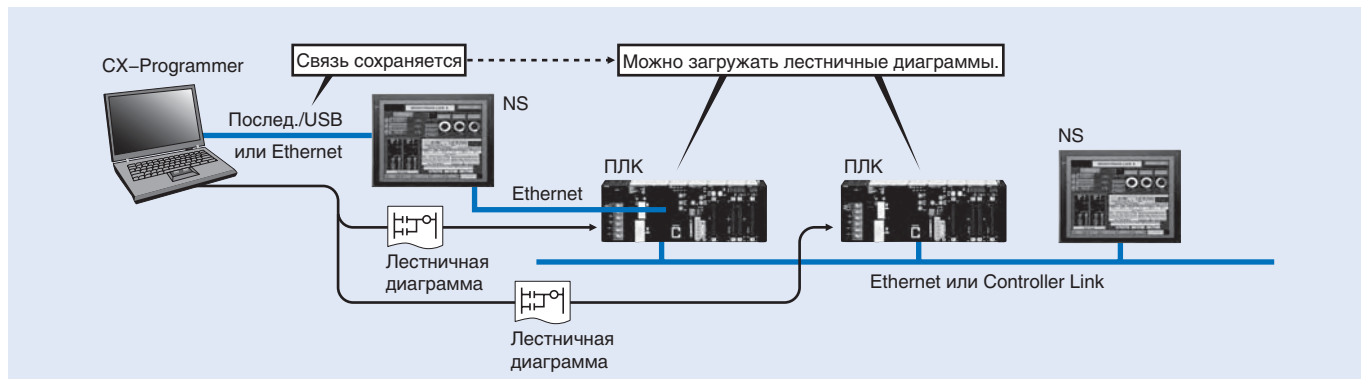 CX–Programmer
Связь сохраняется
Можно загружать лестничные диаграммы.
Послед./USB
или Ethernet
NS
NS
ПЛК
ПЛК
Ethernet
Лестничная
диаграмма
Ethernet или Controller Link
Лестничная
диаграмма